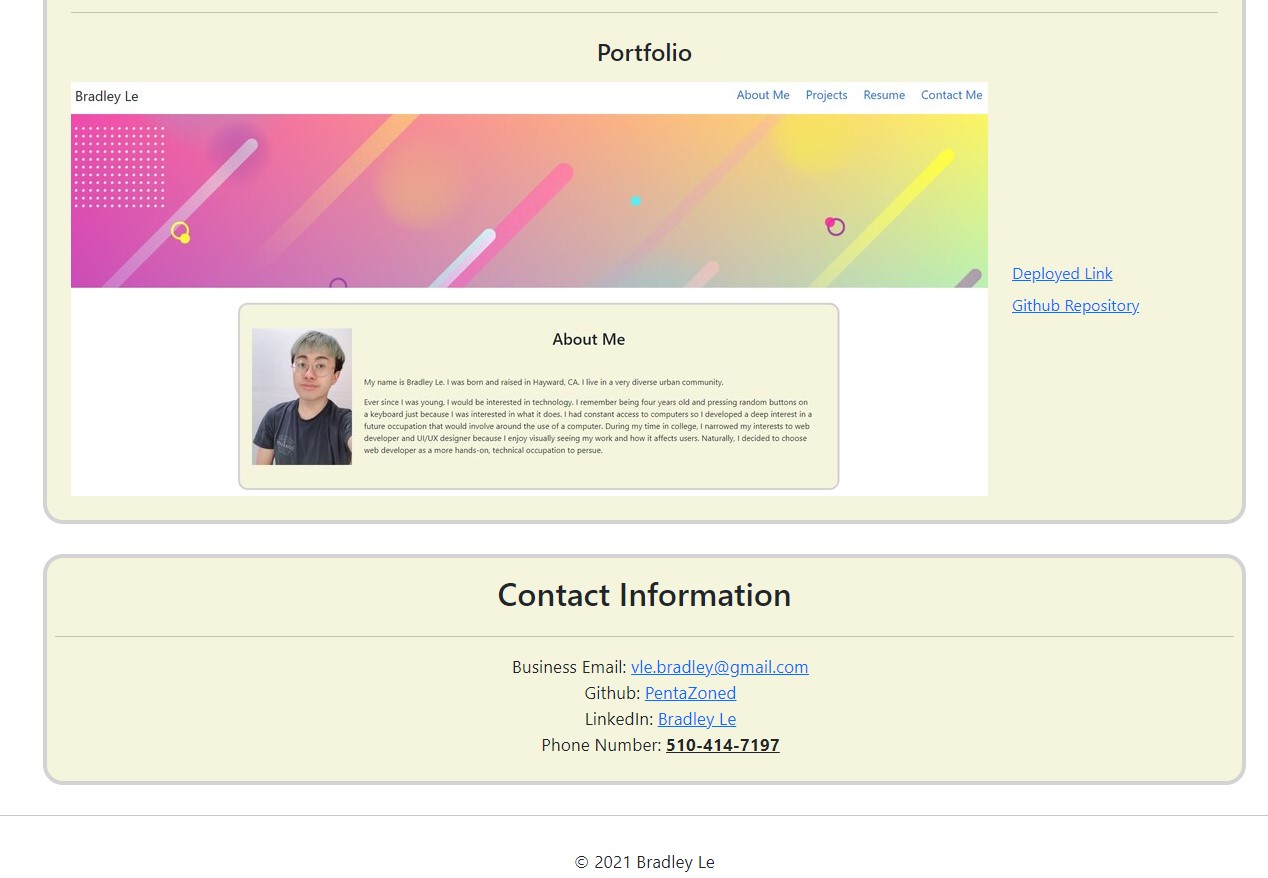 Portfolio
Bradley Le
About Me Projects Resume Contact Me
Deployed Link
Github Repository
About Me
My name is Bradley Le. I was born and raised in Hayward, CA. I live in a very diverse urban community.
Ever since I was young, I would be interested in technology. I remember being four years old and pressing random buttons on
a keyboard just because I was interested in what it does. I had constant access to computers so I developed a deep interest in a
future occupation that would involve around the use of a computer. During my time in college, I narrowed my interests to web
developer and UI/UX designer because I enjoy visually seeing my work and how it affects users. Naturally, I decided to choose
web developer as a more hands-on, technical occupation to persue.
Contact Information
Business Email: vle.bradley@gmail.com
Github: PentaZoned
LinkedIn: Bradley Le
Phone Number: 510-414-7197
© 2021 Bradley Le